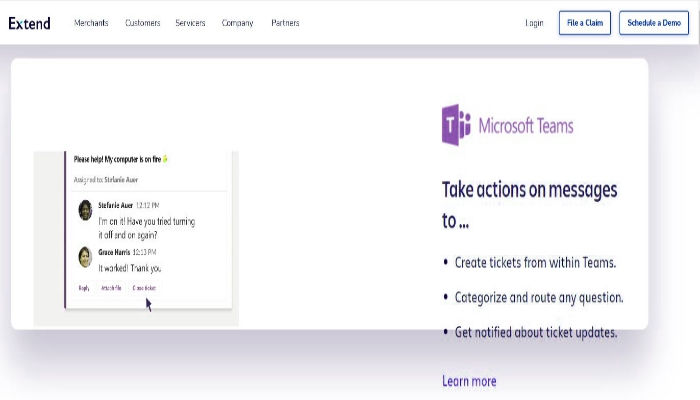 Extend
Merchants Customers Servicers Company Partners Login File a Claim Schedule a Demo
Microsoft Teams
Take actions on messages
to ...
• Create tickets from within Teams.
• Categorize and route any question.
• Get notified about ticket updates.
Learn more
Please help! My computer is on fire
Assigned to: Stefanie Auer
Stefanie Auer 12:12 PM
I'm on it! Have you tried turning
it off and on again?
Grace Harris 12:13 PM
It worked! Thank you
Reply Attach file Close ticket